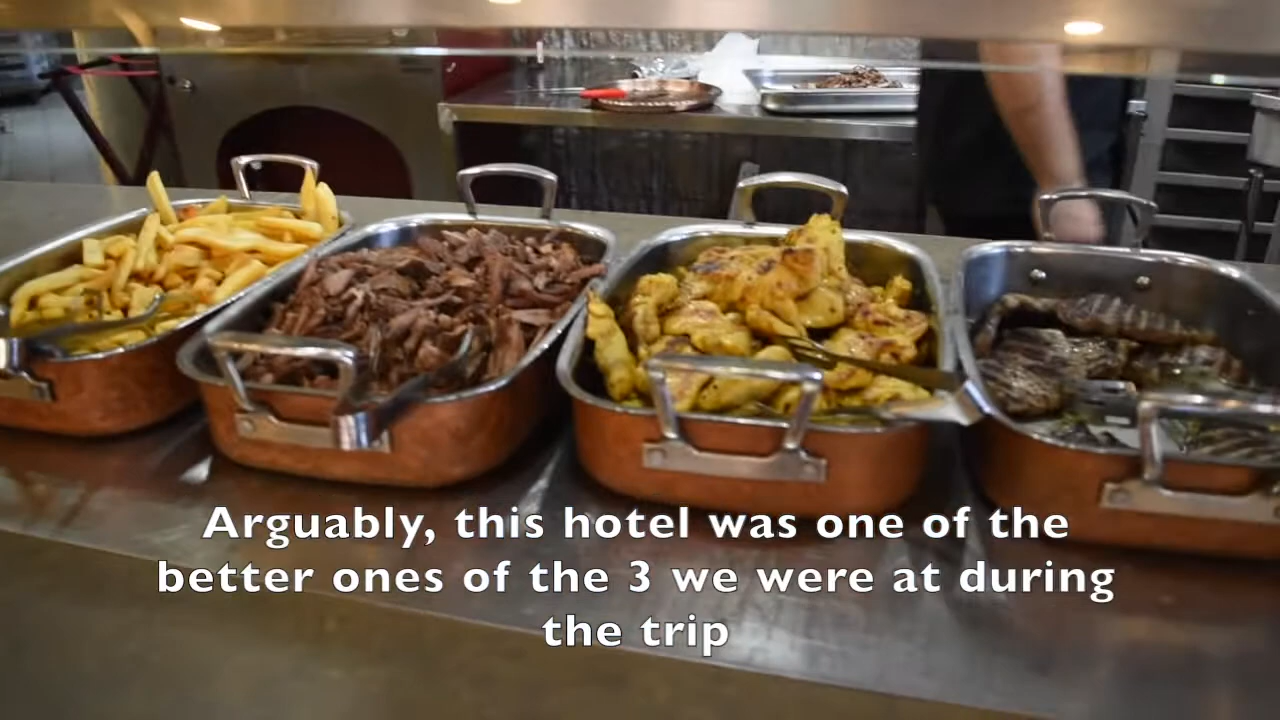 Arguably, this hotel was one of the
better ones of the 3 we were at during
the trip